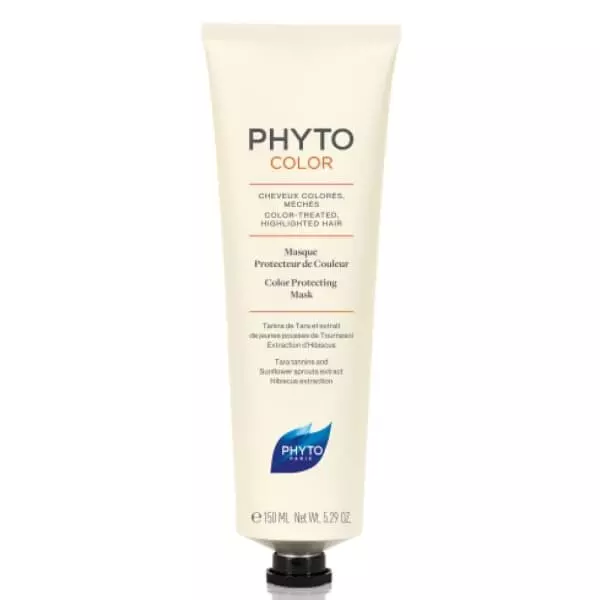 PHYTO
COLOR
CHEVEUX COLORÉS,
MÉCHÉS
COLOR-TREATED,
HIGHLIGHTED HAIR
Masque
Protecteur de Couleur
Color Protecting
Mask
Tanins de Tara et extrait
de jeunes pousses de Tournesol
Extraction d'Hibiscus
Tara tannins and
Sunflower sprouts extract
Hibiscus extraction
PHYTO
PARIS
℮ 150 ML Net Wt. 5.29 OZ.